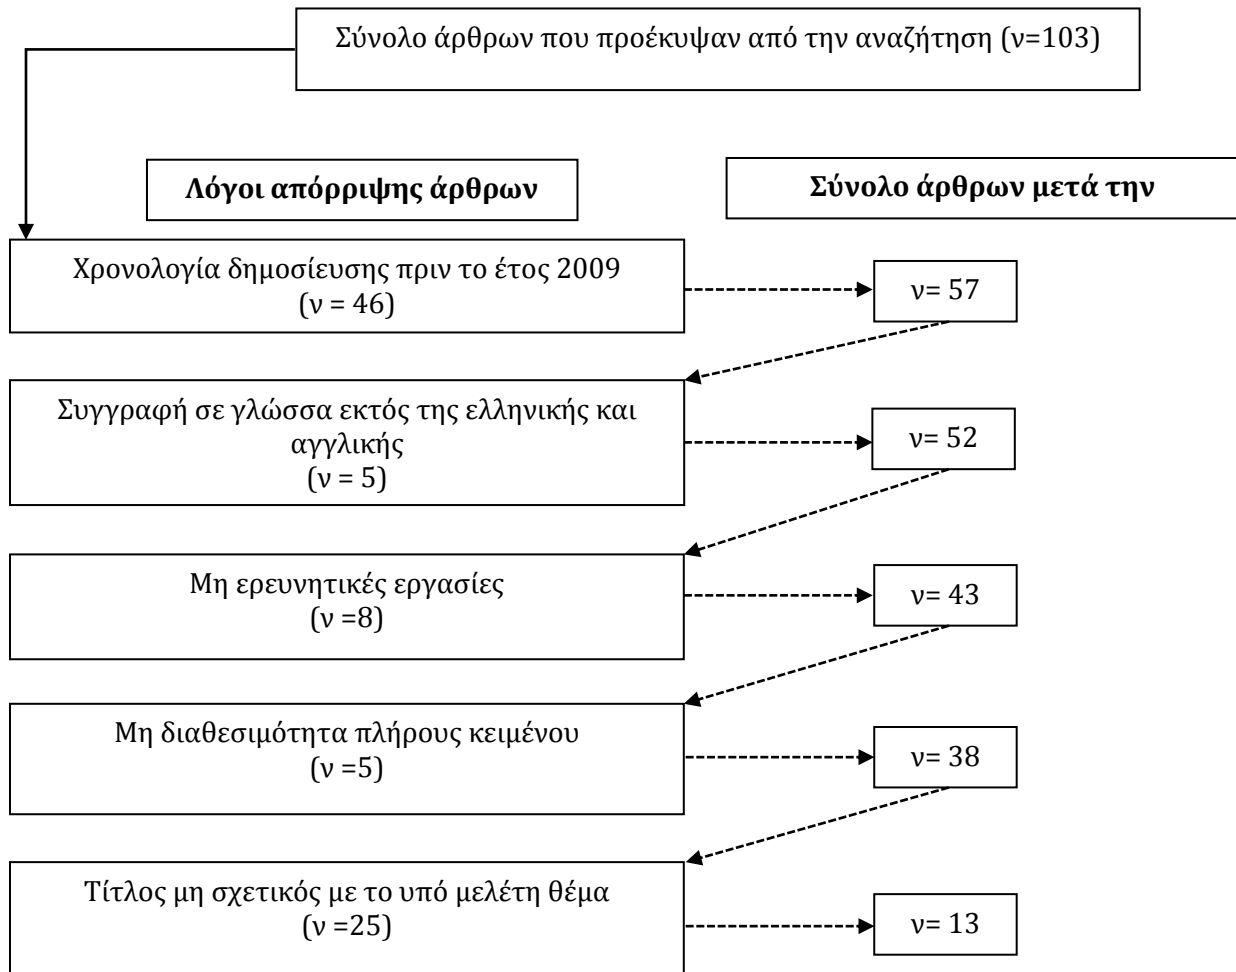 Σύνολο άρθρων που προέκυψαν από την αναζήτηση (ν=103)
Λόγοι απόρριψης άρθρων
Σύνολο άρθρων μετά την
Χρονολογία δημοσίευσης πριν το έτος 2009
(ν = 46)
ν= 57
Συγγραφή σε γλώσσα εκτός της ελληνικής και
αγγλικής
(ν = 5)
ν= 52
Μη ερευνητικές εργασίες
(ν =8)
ν= 43
Μη διαθεσιμότητα πλήρους κειμένου
(ν =5)
ν= 38
Τίτλος μη σχετικός με το υπό μελέτη θέμα
(ν =25)
ν= 13